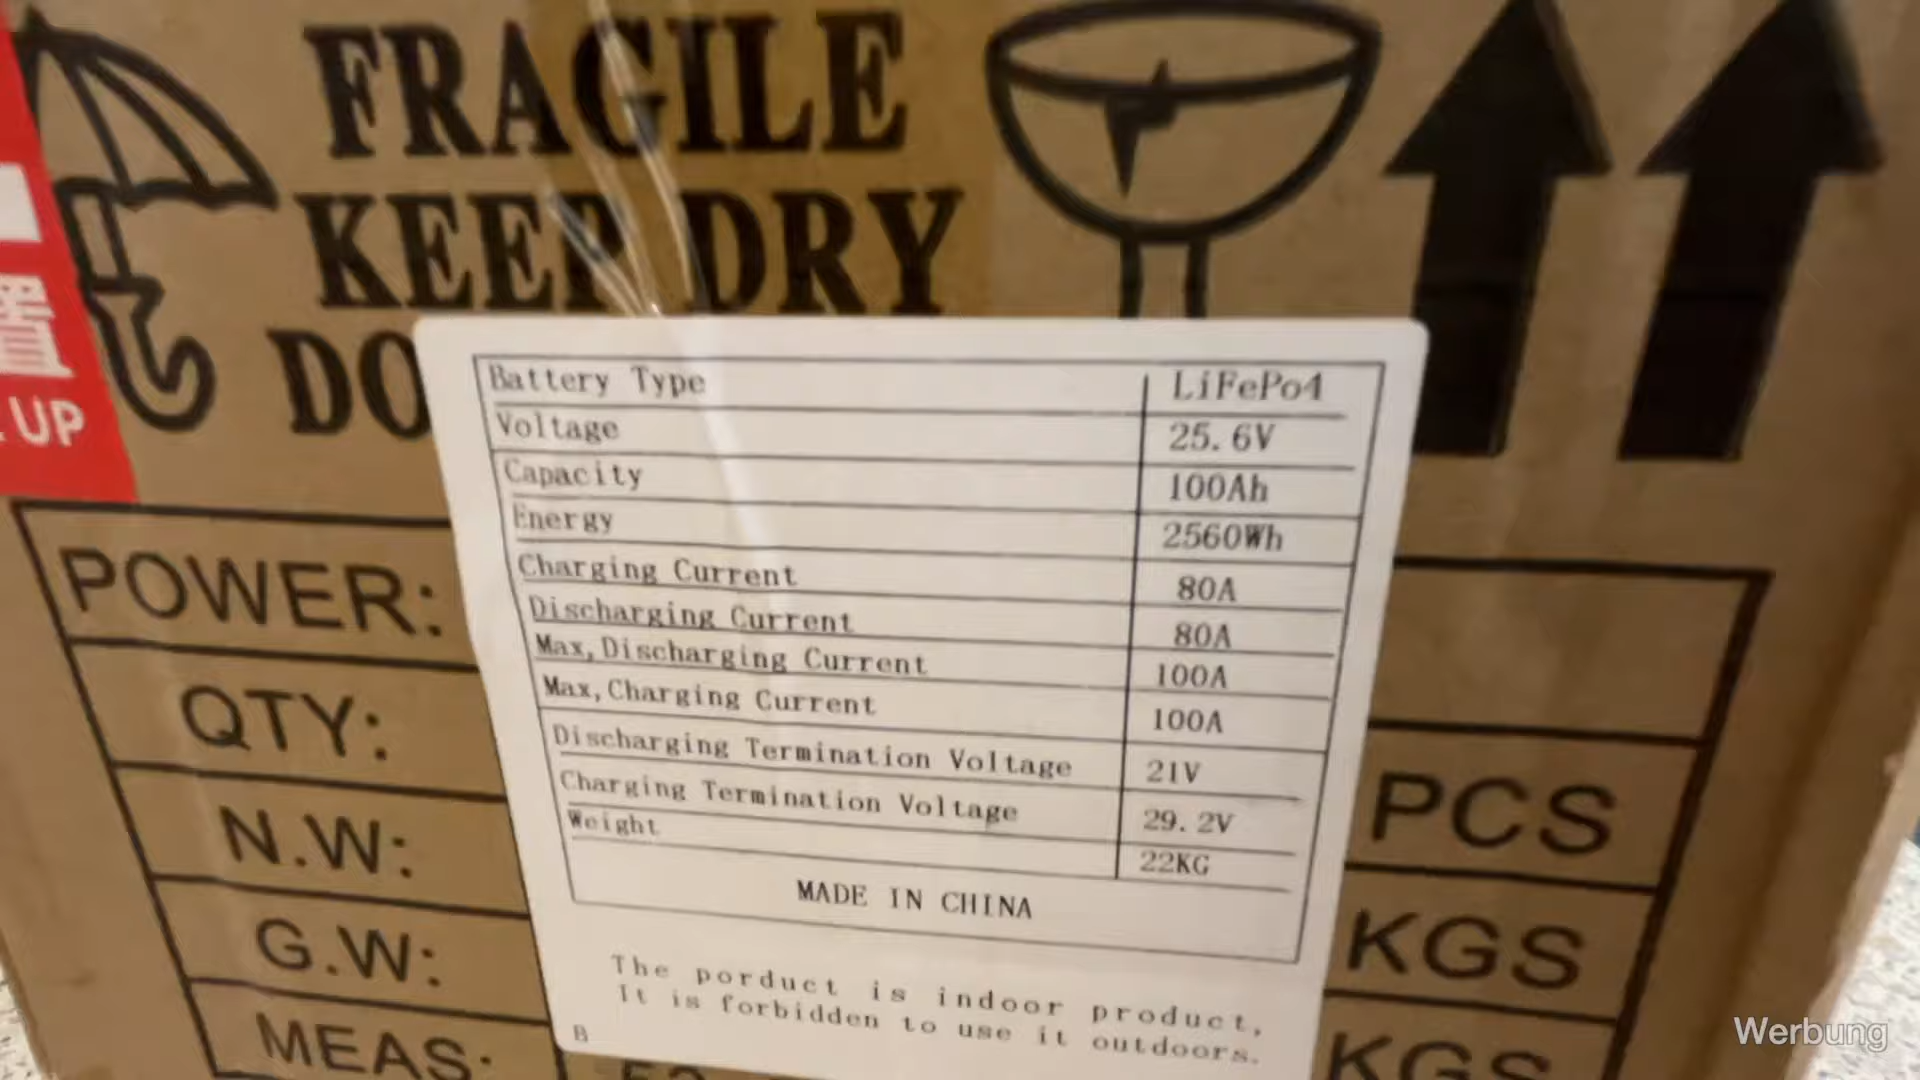 FRAGILE
KEEP DRY
DO
置
UP
Battery Type LiFePo4
Voltage 25.6V
Capacity 100Ah
Energy 2560Wh
Charging Current 80A
Discharging Current 80A
Max,Discharging Current 100A
Max,Charging Current 100A
Discharging Termination Voltage 21V
Charging Termination Voltage 29.2V
Weight 22KG
MADE IN CHINA
The porduct is indoor product,
It is forbidden to use it outdoors.
B
POWER:
QTY: PCS
N.W: KGS
G.W: KGS
MEAS:
Werbung